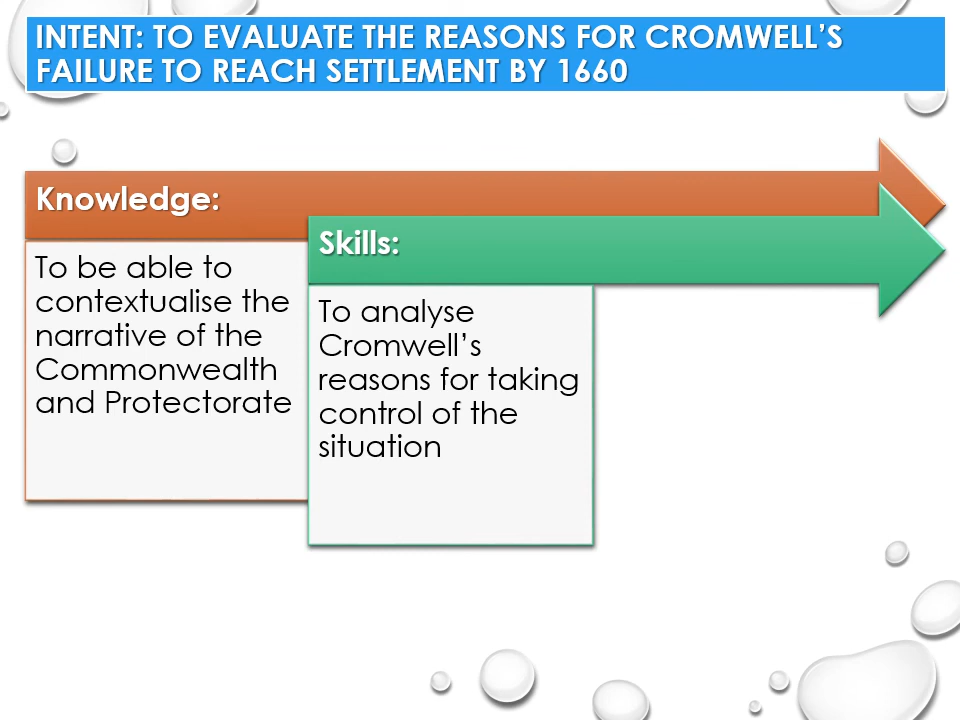 INTENT: TO EVALUATE THE REASONS FOR CROMWELL’S
FAILURE TO REACH SETTLEMENT BY 1660
Knowledge:
To be able to
contextualise the
narrative of the
Commonwealth
and Protectorate
Skills:
To analyse
Cromwell’s
reasons for taking
control of the
situation